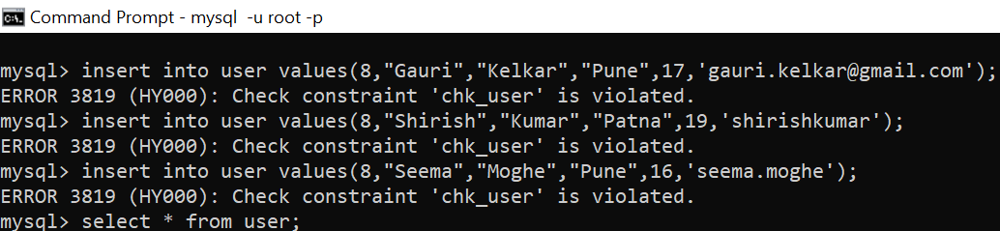 Command Prompt - mysql  -u root -p
mysql> insert into user values(8,"Gauri","Kelkar","Pune",17,'gauri.kelkar@gmail.com');
ERROR 3819 (HY000): Check constraint 'chk_user' is violated.
mysql> insert into user values(8,"Shirish","Kumar","Patna",19,'shirishkumar');
ERROR 3819 (HY000): Check constraint 'chk_user' is violated.
mysql> insert into user values(8,"Seema","Moghe","Pune",16,'seema.moghe');
ERROR 3819 (HY000): Check constraint 'chk_user' is violated.
mysql> select * from user;